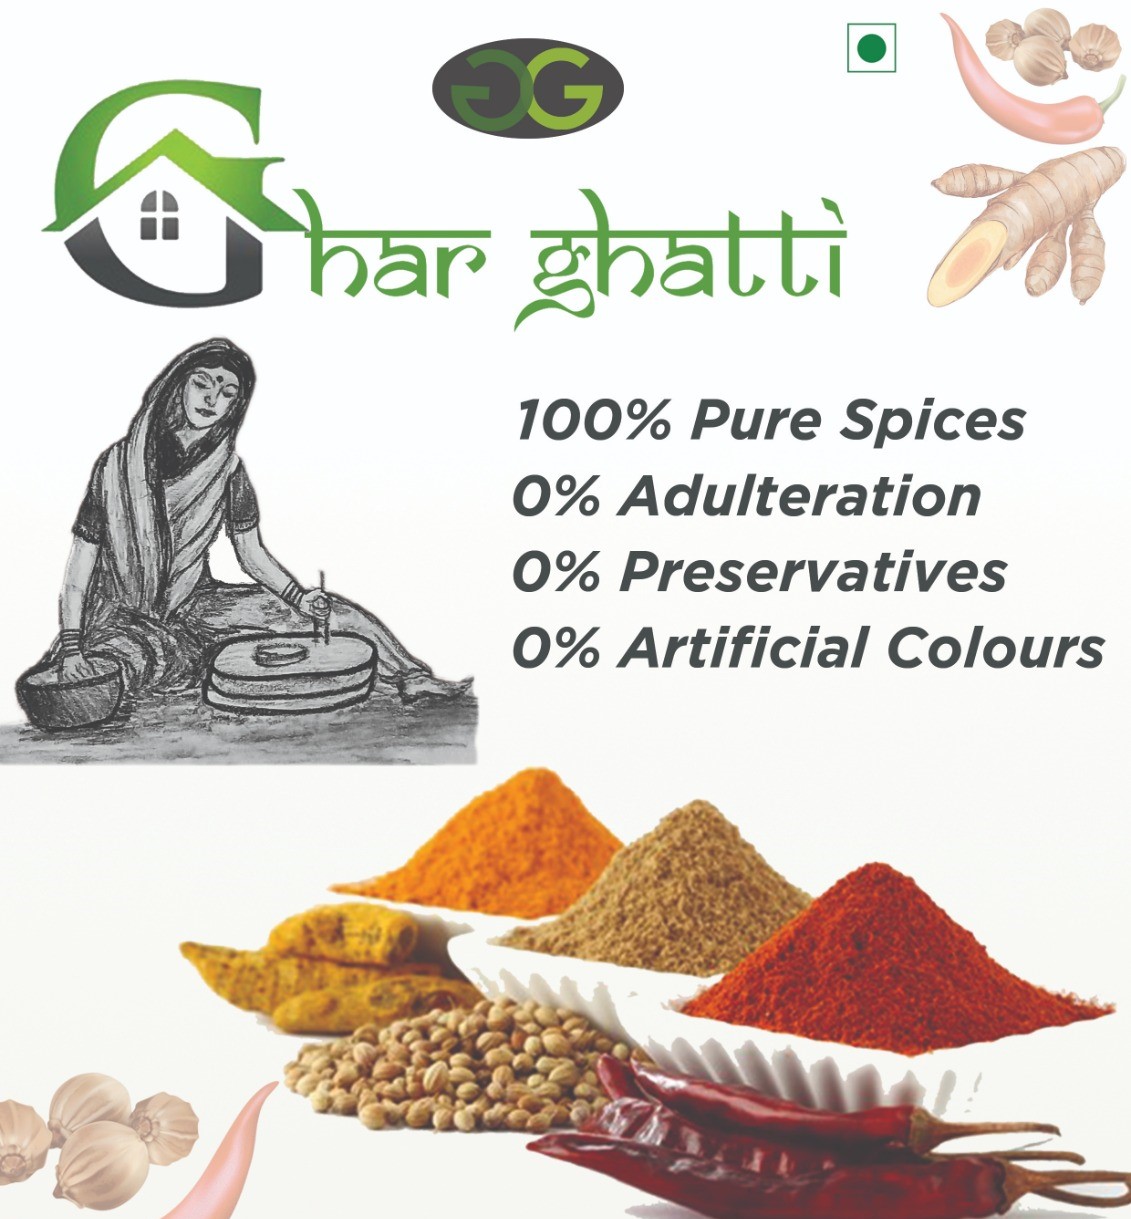 GG
Ghar ghatti
100% Pure Spices
0% Adulteration
0% Preservatives
0% Artificial Colours